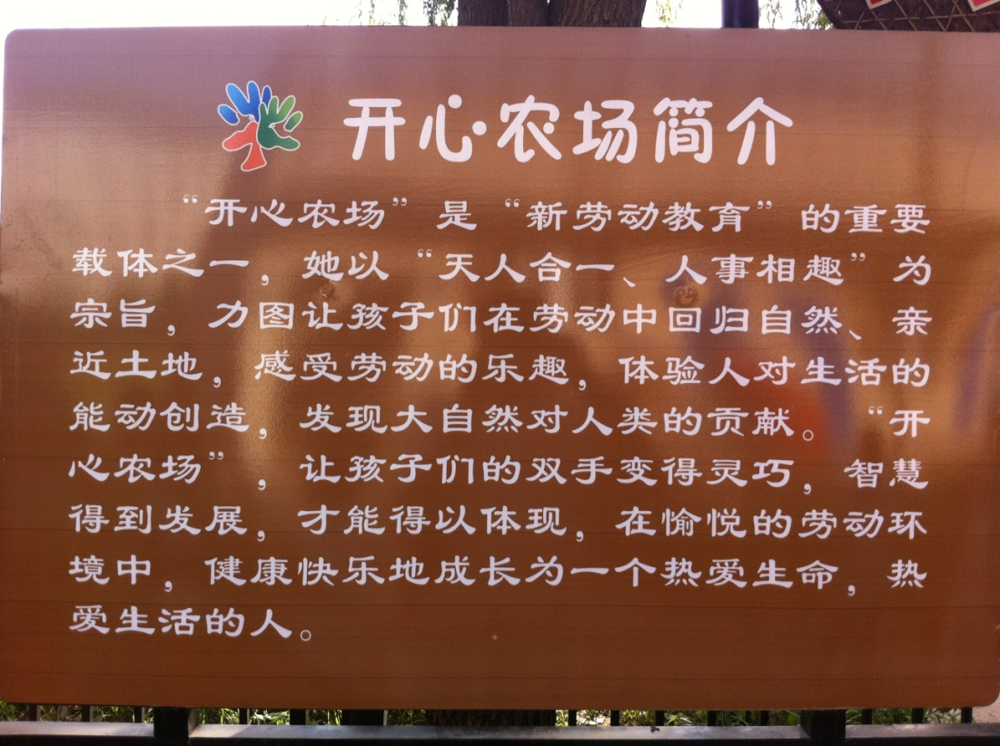 开心农场简介
“开心农场”是“新劳动教育”的重要
载体之一，她以“天人合一、人事相趣”为
宗旨，力图让孩子们在劳动中回归自然、亲
近土地，感受劳动的乐趣，体验人对生活的
能动创造，发现大自然对人类的贡献。“开
心农场”，让孩子们的双手变得灵巧，智慧
得到发展，才能得以体现，在愉悦的劳动环
境中，健康快乐地成长为一个热爱生命，热
爱生活的人。